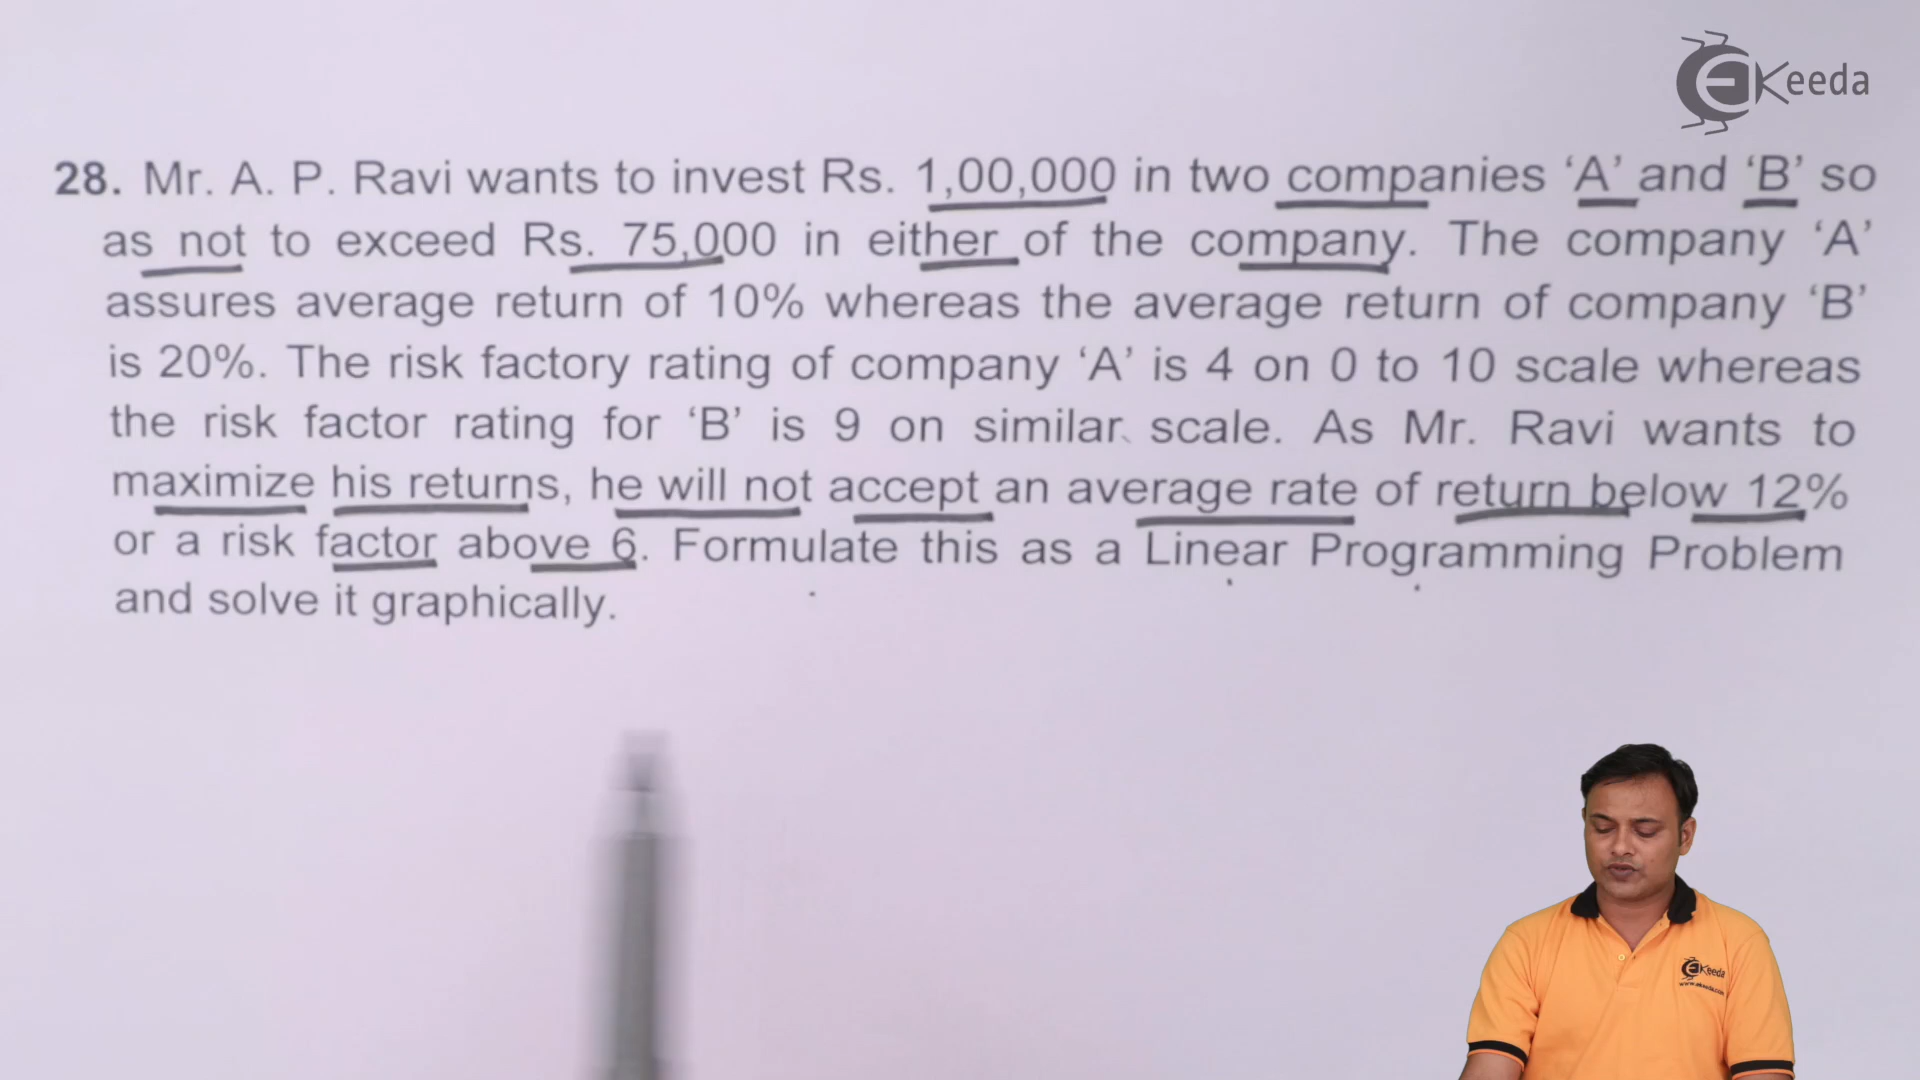 EKeeda
28. Mr. A. P. Ravi wants to invest Rs. 1,00,000 in two companies ‘A’ and ‘B’ so
as not to exceed Rs. 75,000 in either of the company. The company ‘A’
assures average return of 10% whereas the average return of company ‘B’
is 20%. The risk factory rating of company ‘A’ is 4 on 0 to 10 scale whereas
the risk factor rating for ‘B’ is 9 on similar scale. As Mr. Ravi wants to
maximize his returns, he will not accept an average rate of return below 12%
or a risk factor above 6. Formulate this as a Linear Programming Problem
and solve it graphically.
EKeeda
www.ekeeda.com